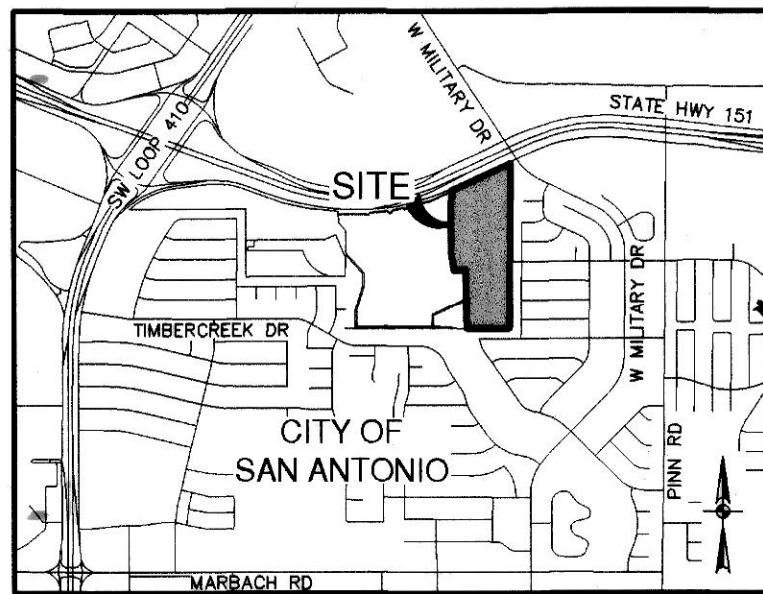 W MILITARY DR
STATE HWY 151
SW LOOP 410
SITE
W MILITARY DR
TIMBERCREEK DR
CITY OF
SAN ANTONIO
PINN RD
MARBACH RD